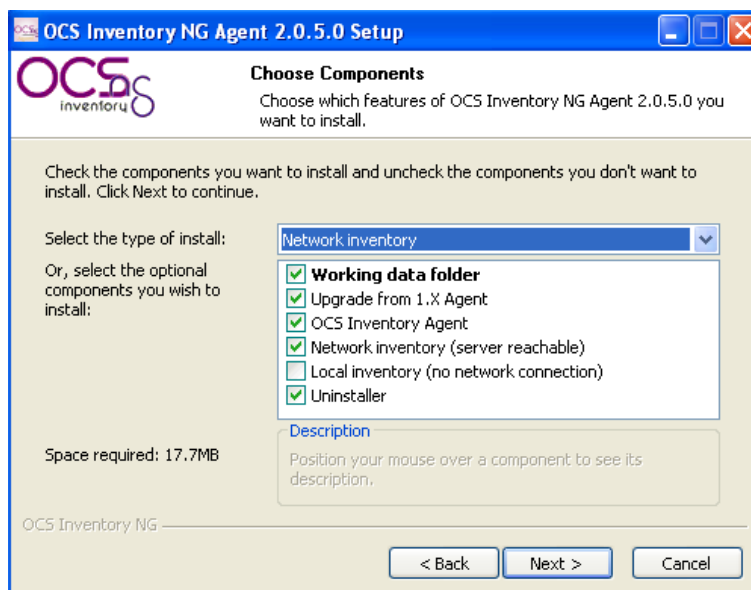 OCS Inventory NG Agent 2.0.5.0 Setup
OCSng
inventory
Choose Components
Choose which features of OCS Inventory NG Agent 2.0.5.0 you
want to install.
Check the components you want to install and uncheck the components you don't want to
install. Click Next to continue.
Select the type of install:
Network inventory
Or, select the optional
components you wish to
install:
Working data folder
Upgrade from 1.X Agent
OCS Inventory Agent
Network inventory (server reachable)
Local inventory (no network connection)
Uninstaller
Space required: 17.7MB
Description
Position your mouse over a component to see its
description.
OCS Inventory NG
< Back
Next >
Cancel